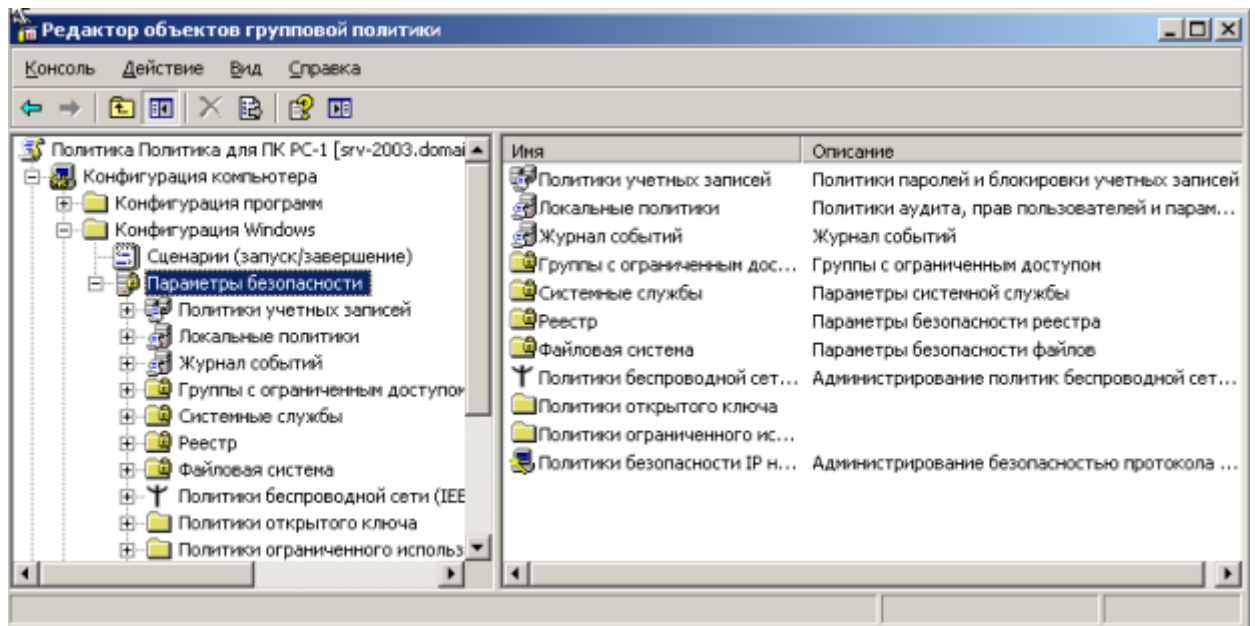 Редактор объектов групповой политики
Консоль Действие Вид Справка
Политика Политика для ПК PC-1 [srv-2003.domai
Конфигурация компьютера
Конфигурация программ
Конфигурация Windows
Сценарии (запуск/завершение)
Параметры безопасности
Политики учетных записей
Локальные политики
Журнал событий
Группы с ограниченным доступом
Системные службы
Реестр
Файловая система
Политики беспроводной сети (IEE
Политики открытого ключа
Политики ограниченного использ
Имя Описание
Политики учетных записей Политики паролей и блокировки учетных записей
Локальные политики Политики аудита, прав пользователей и парам...
Журнал событий Журнал событий
Группы с ограниченным дос... Группы с ограниченным доступом
Системные службы Параметры системной службы
Реестр Параметры безопасности реестра
Файловая система Параметры безопасности файлов
Политики беспроводной сет... Администрирование политик беспроводной сет...
Политики открытого ключа
Политики ограниченного ис...
Политики безопасности IP н... Администрирование безопасностью протокола ...